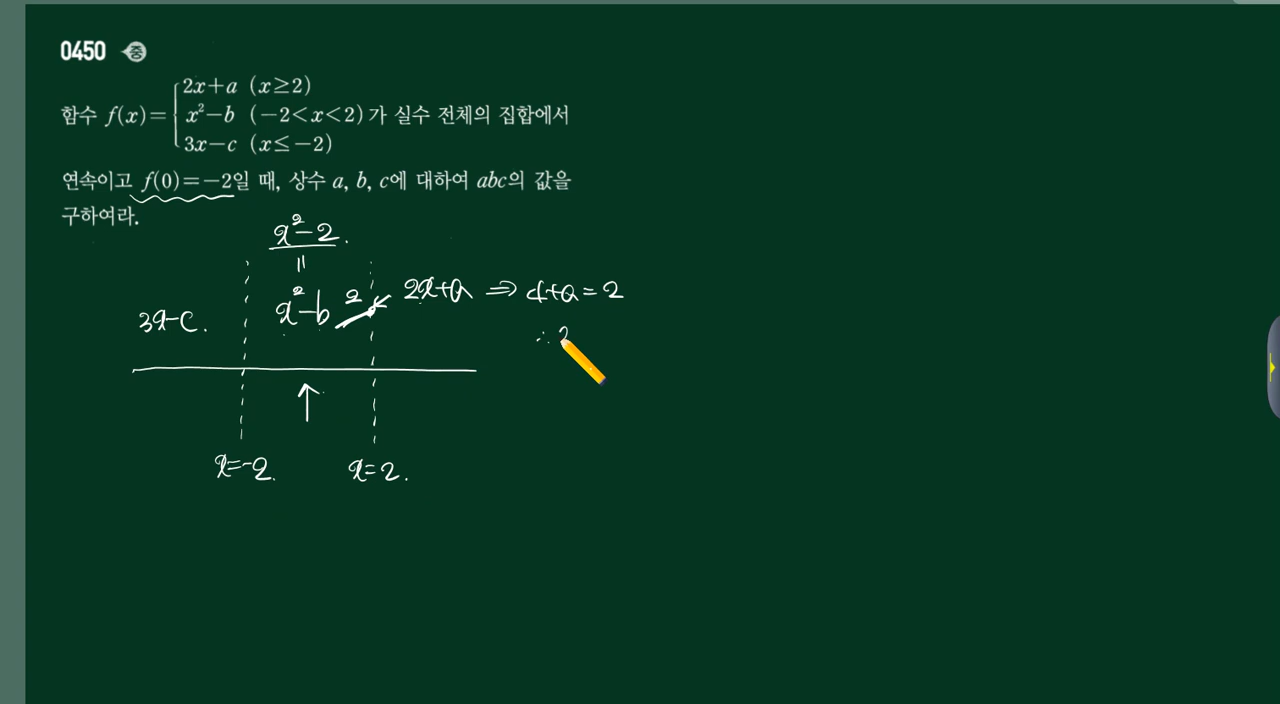 0450 중
함수 f(x)= { 2x+a (x≥2)
x²-b (-2<x<2)가 실수 전체의 집합에서
3x-c (x≤-2)
연속이고 f(0)=-2일 때, 상수 a, b, c에 대하여 abc의 값을
구하여라.
x²-2.
=
3x-c.
x²-b
2
2x+a ⇒ 4+a=2
∴
x=-2.
x=2.